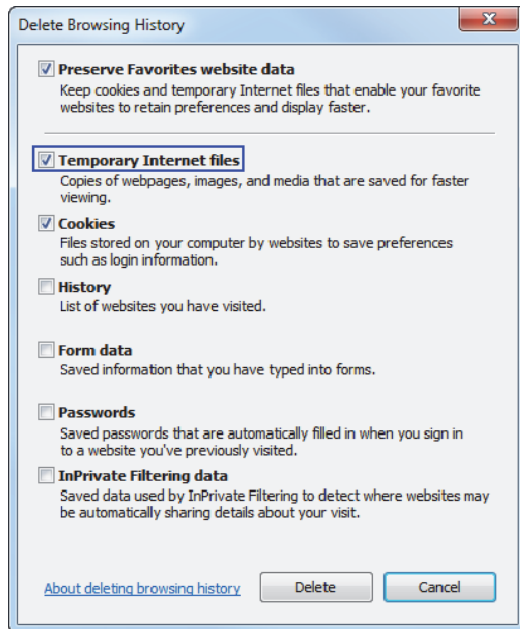 Delete Browsing History
Preserve Favorites website data
Keep cookies and temporary Internet files that enable your favorite
websites to retain preferences and display faster.
Temporary Internet files
Copies of webpages, images, and media that are saved for faster
viewing.
Cookies
Files stored on your computer by websites to save preferences
such as login information.
History
List of websites you have visited.
Form data
Saved information that you have typed into forms.
Passwords
Saved passwords that are automatically filled in when you sign in
to a website you've previously visited.
InPrivate Filtering data
Saved data used by InPrivate Filtering to detect where websites may
be automatically sharing details about your visit.
About deleting browsing history Delete Cancel